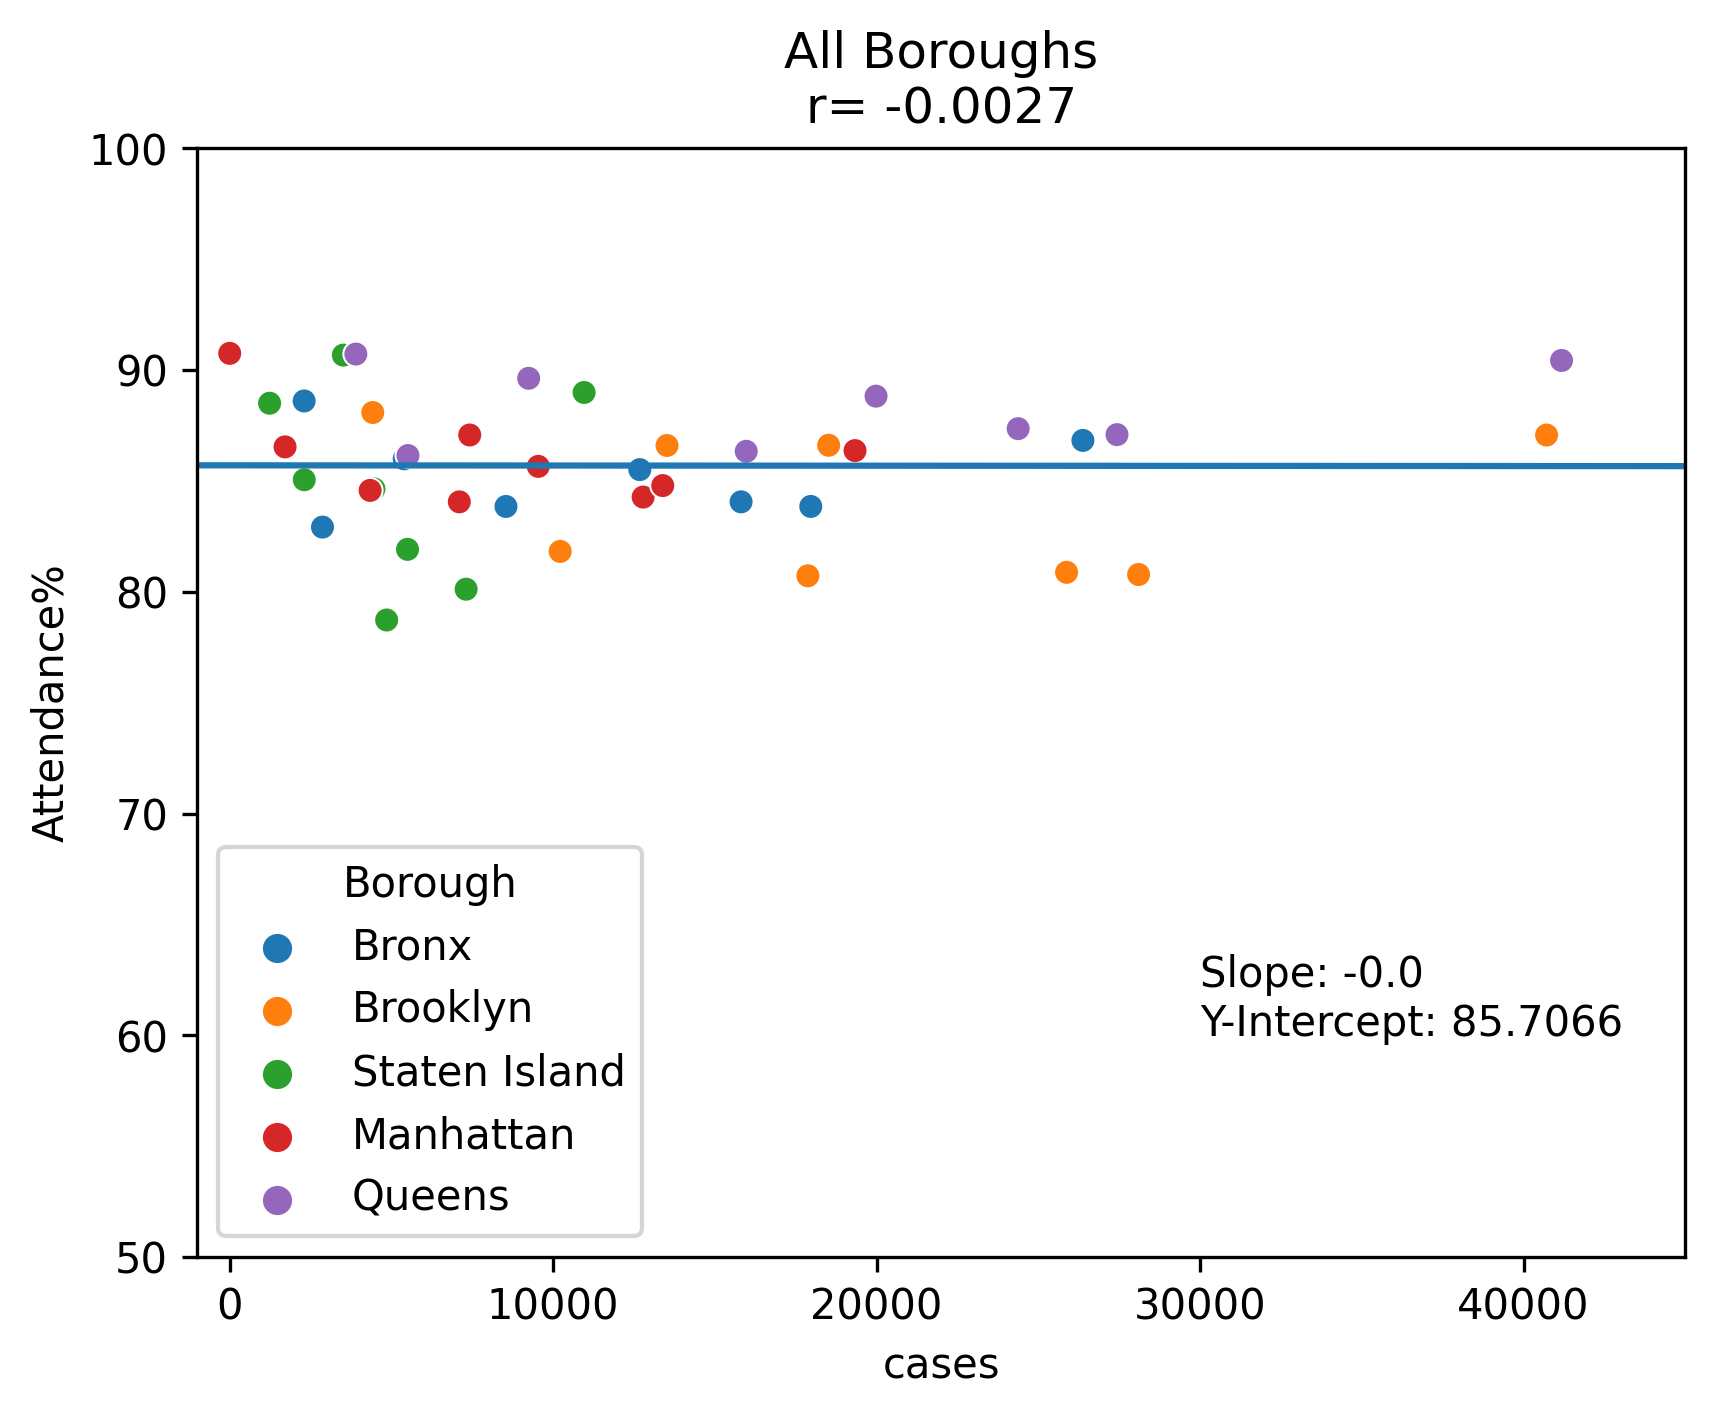 All Boroughs
r= -0.0027
100
90
80
70
60
50
Attendance%
Borough
Bronx
Brooklyn
Staten Island
Manhattan
Queens
Slope: -0.0
Y-Intercept: 85.7066
0 10000 20000 30000 40000
cases